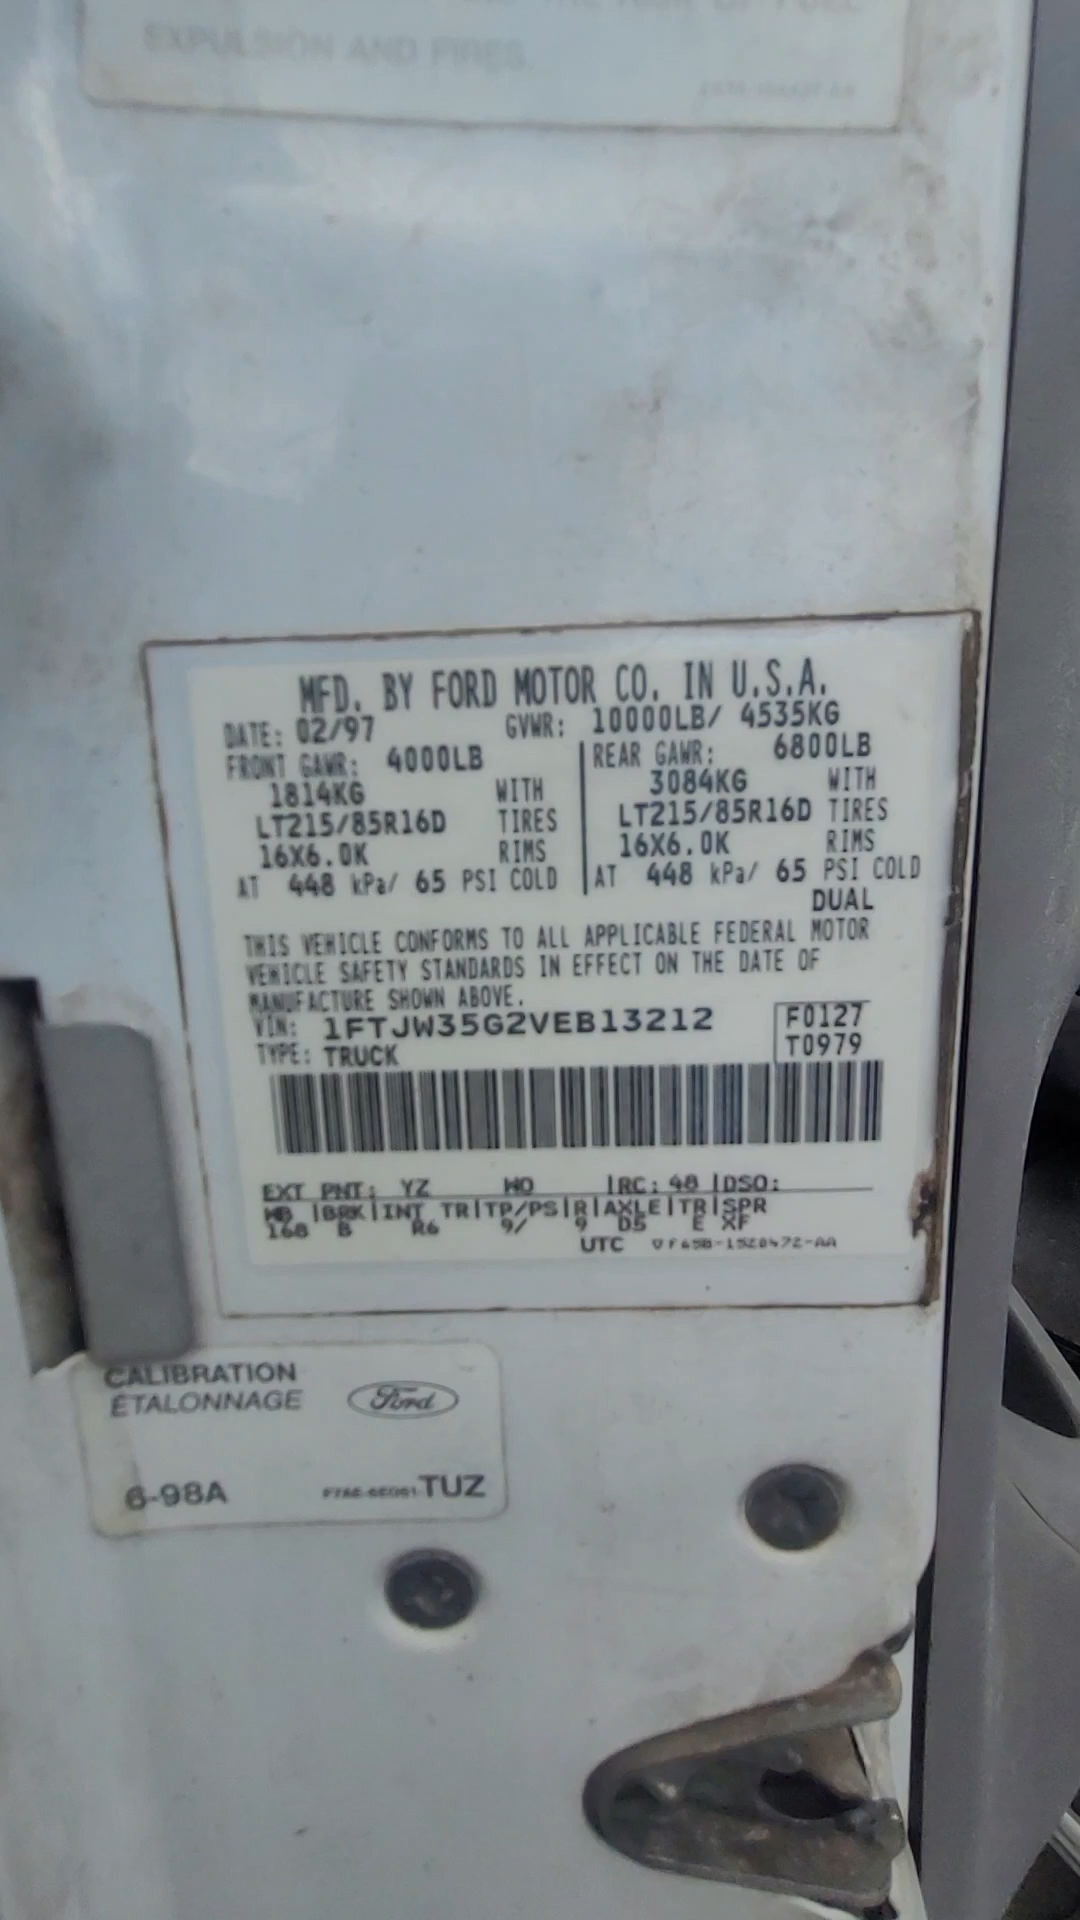 EXPULSION AND FIRES.
MFD. BY FORD MOTOR CO. IN U.S.A.
DATE: 02/97 GVWR: 10000LB/ 4535KG
FRONT GAWR: 4000LB REAR GAWR: 6800LB
1814KG WITH 3084KG WITH
LT215/85R16D TIRES LT215/85R16D TIRES
16X6.0K RIMS 16X6.0K RIMS
AT 448 kPa/ 65 PSI COLD AT 448 kPa/ 65 PSI COLD
DUAL
THIS VEHICLE CONFORMS TO ALL APPLICABLE FEDERAL MOTOR
VEHICLE SAFETY STANDARDS IN EFFECT ON THE DATE OF
MANUFACTURE SHOWN ABOVE.
VIN: 1FTJW35G2VEB13212 F0127
TYPE: TRUCK T0979
EXT PNT: YZ RC: 48 DSO:
WB BRK INT TR TP/PS R AXLE TR SPR
168 B R6 9/ 9 D5 E XF
UTC
CALIBRATION
ÉTALONNAGE Ford
6-98A TUZ